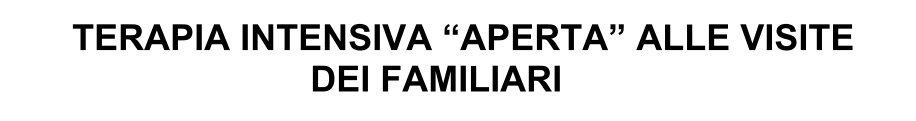 TERAPIA INTENSIVA “APERTA” ALLE VISITE
DEI FAMILIARI